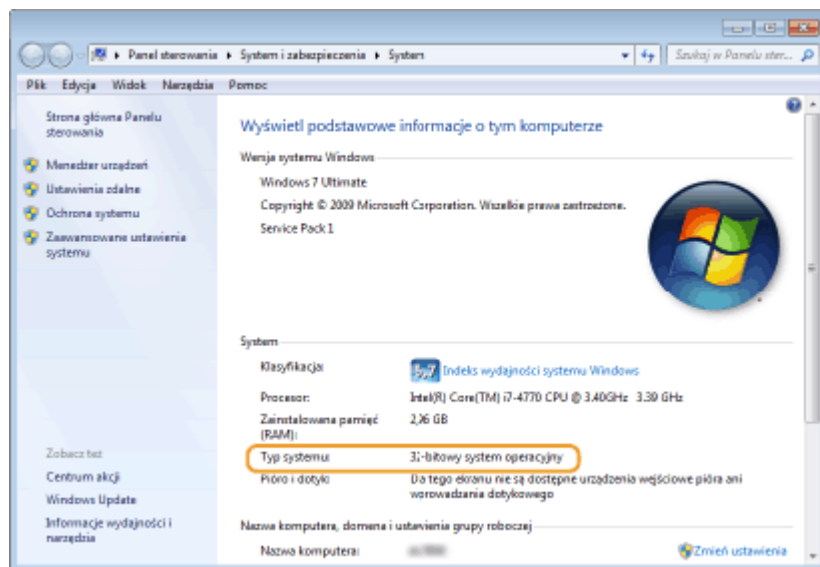 Panel sterowania ▸ System i zabezpieczenia ▸ System
Szukaj w Panelu ster...
Plik Edycja Widok Narzędzia Pomoc
Strona główna Panelu
sterowania
Menedżer urządzeń
Ustawienia zdalne
Ochrona systemu
Zaawansowane ustawienia
systemu
Zobacz też
Centrum akcji
Windows Update
Informacje wydajności i
narzędzia
Wyświetl podstawowe informacje o tym komputerze
Wersja systemu Windows
Windows 7 Ultimate
Copyright © 2009 Microsoft Corporation. Wszelkie prawa zastrzeżone.
Service Pack 1
System
Klasyfikacja:
5,7 Indeks wydajności systemu Windows
Procesor: Intel(R) Core(TM) i7-4770 CPU @ 3.40GHz 3.39 GHz
Zainstalowana pamięć
(RAM):
GB
Typ systemu: 32-bitowy system operacyjny
Pióro i dotyk: Da tego ekranu nie są dostępne urządzenia wejściowe pióra ani
worowadzania dotykowego
Nazwa komputera, domena i ustawienia grupy roboczej
Nazwa komputera:
Zmień ustawienia